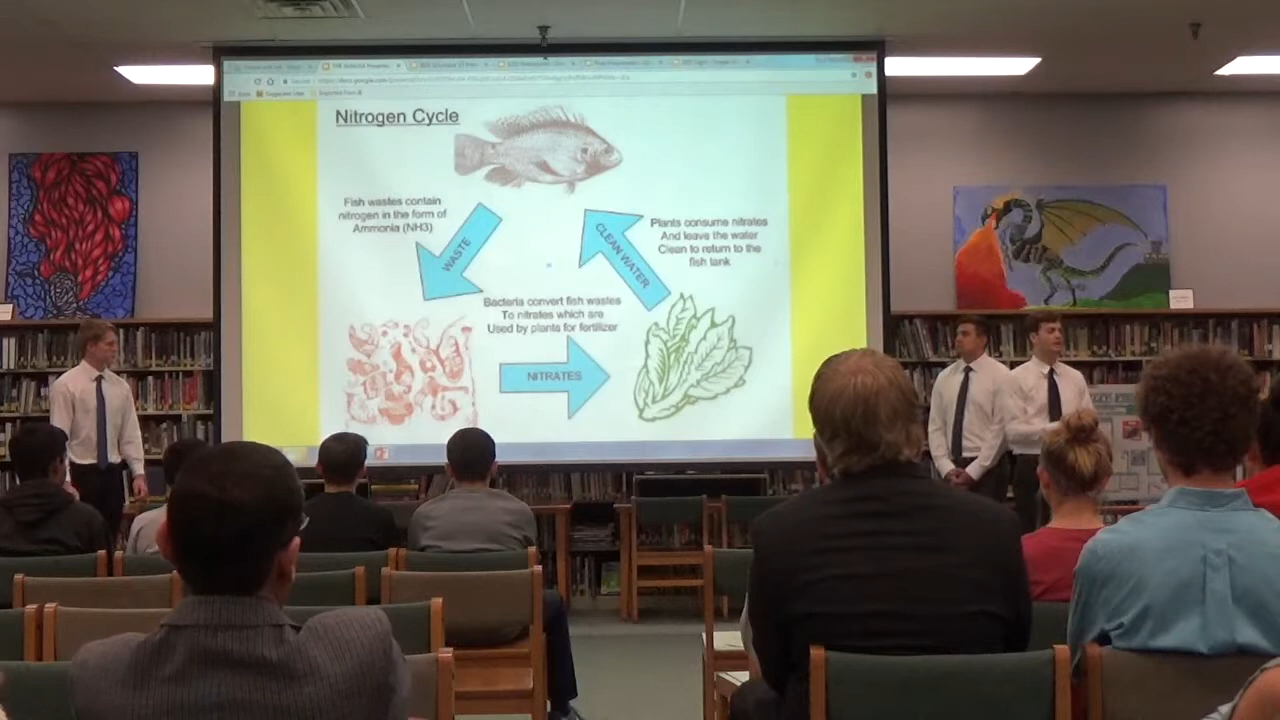 Nitrogen Cycle
Fish wastes contain
nitrogen in the form of
Ammonia (NH3)
WASTE
CLEAN WATER
Plants consume nitrates
And leave the water
Clean to return to the
fish tank
Bacteria convert fish wastes
To nitrates which are
Used by plants for fertilizer
NITRATES